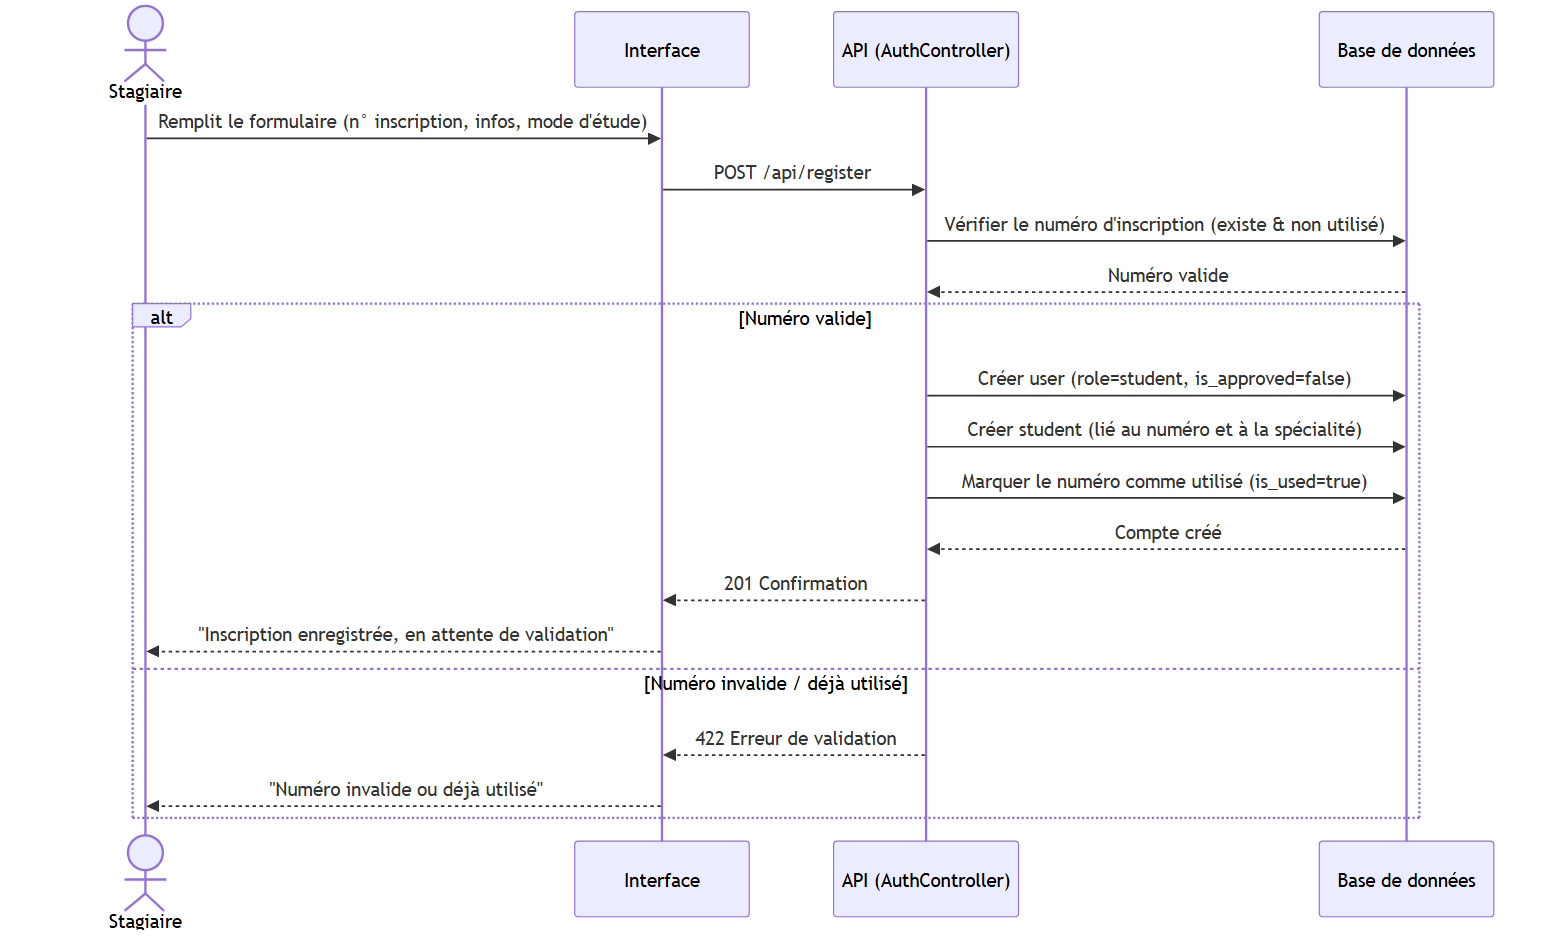 Stagiaire
Interface
API (AuthController)
Base de données
Remplit le formulaire (n° inscription, infos, mode d'étude)
POST /api/register
Vérifier le numéro d'inscription (existe & non utilisé)
Numéro valide
alt
[Numéro valide]
Créer user (role=student, is_approved=false)
Créer student (lié au numéro et à la spécialité)
Marquer le numéro comme utilisé (is_used=true)
Compte créé
201 Confirmation
"Inscription enregistrée, en attente de validation"
[Numéro invalide / déjà utilisé]
422 Erreur de validation
"Numéro invalide ou déjà utilisé"
Stagiaire
Interface
API (AuthController)
Base de données